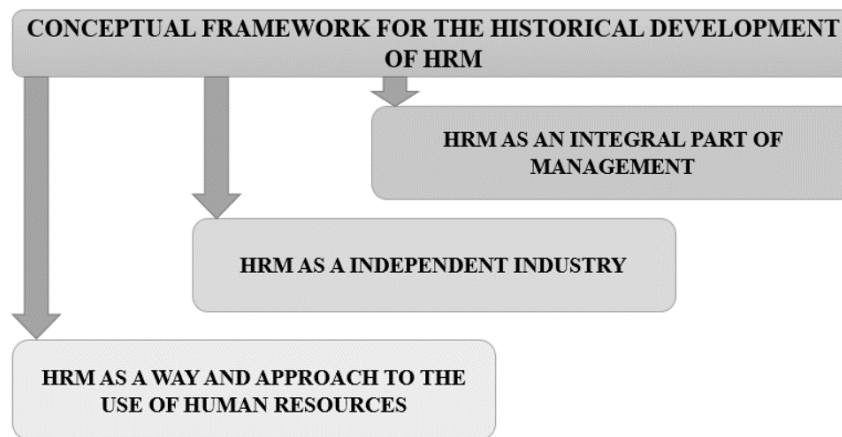 CONCEPTUAL FRAMEWORK FOR THE HISTORICAL DEVELOPMENT
OF HRM
HRM AS AN INTEGRAL PART OF
MANAGEMENT
HRM AS A INDEPENDENT INDUSTRY
HRM AS A WAY AND APPROACH TO THE
USE OF HUMAN RESOURCES